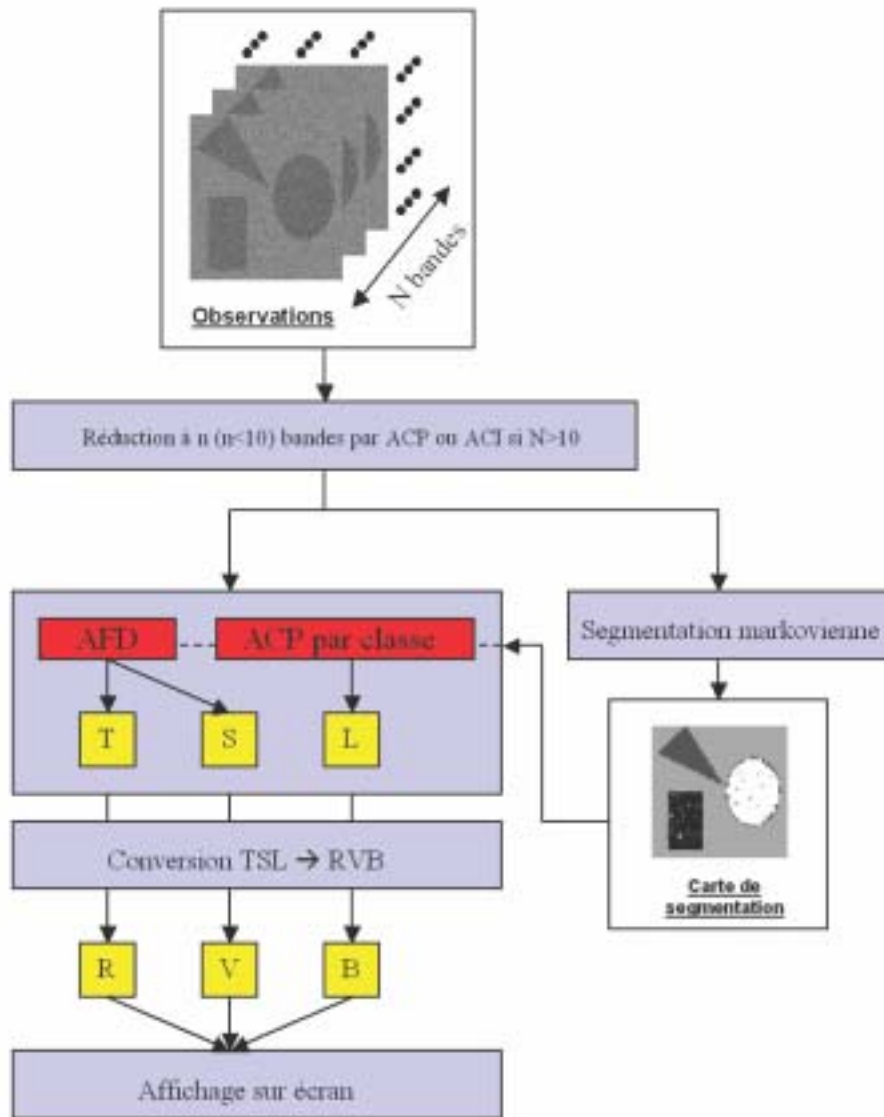 N bandes
Observations
Réduction à n (n<10) bandes par ACP ou ACI si N>10
AFD
ACP par classe
Segmentation markovienne
T
S
L
Conversion TSL → RVB
Carte de
segmentation
R
V
B
Affichage sur écran